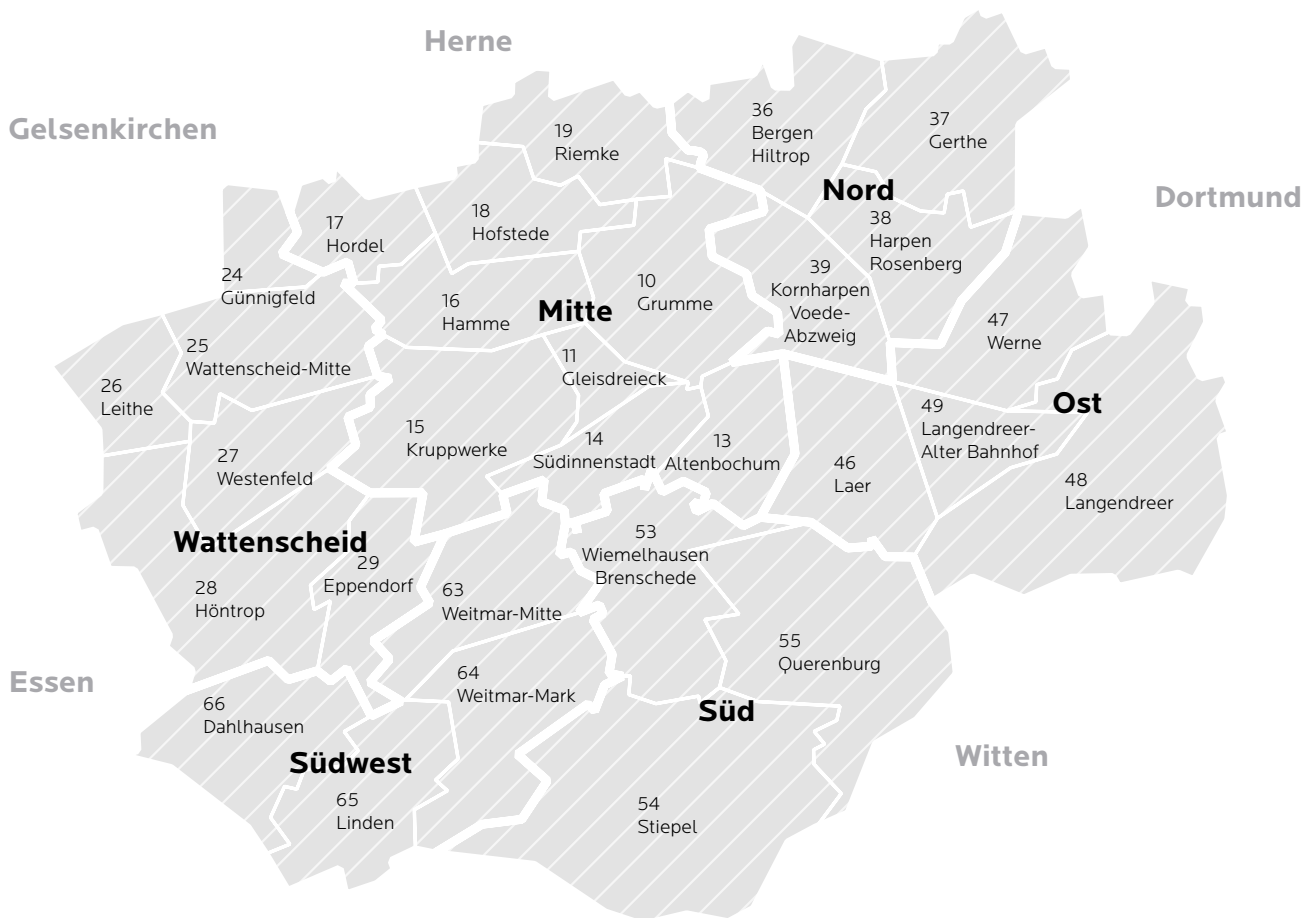 Herne
Gelsenkirchen
36
Bergen
Hiltrop
37
Gerthe
19
Riemke
Nord
Dortmund
18
Hofstede
17
Hordel
38
Harpen
Rosenberg
24
Günnigfeld
39
Kornharpen
Voede-
Abzweig
10
Grumme
16
Hamme
Mitte
47
Werne
25
Wattenscheid-Mitte
11
Gleisdreieck
26
Leithe
Ost
49
Langendreer-
Alter Bahnhof
15
Kruppwerke
14
Südinnenstadt
13
Altenbochum
46
Laer
27
Westenfeld
48
Langendreer
Wattenscheid
53
Wiemelhausen
Brenschede
29
Eppendorf
28
Höntrop
63
Weitmar-Mitte
55
Querenburg
Essen
64
Weitmar-Mark
66
Dahlhausen
Süd
Südwest
Witten
65
Linden
54
Stiepel